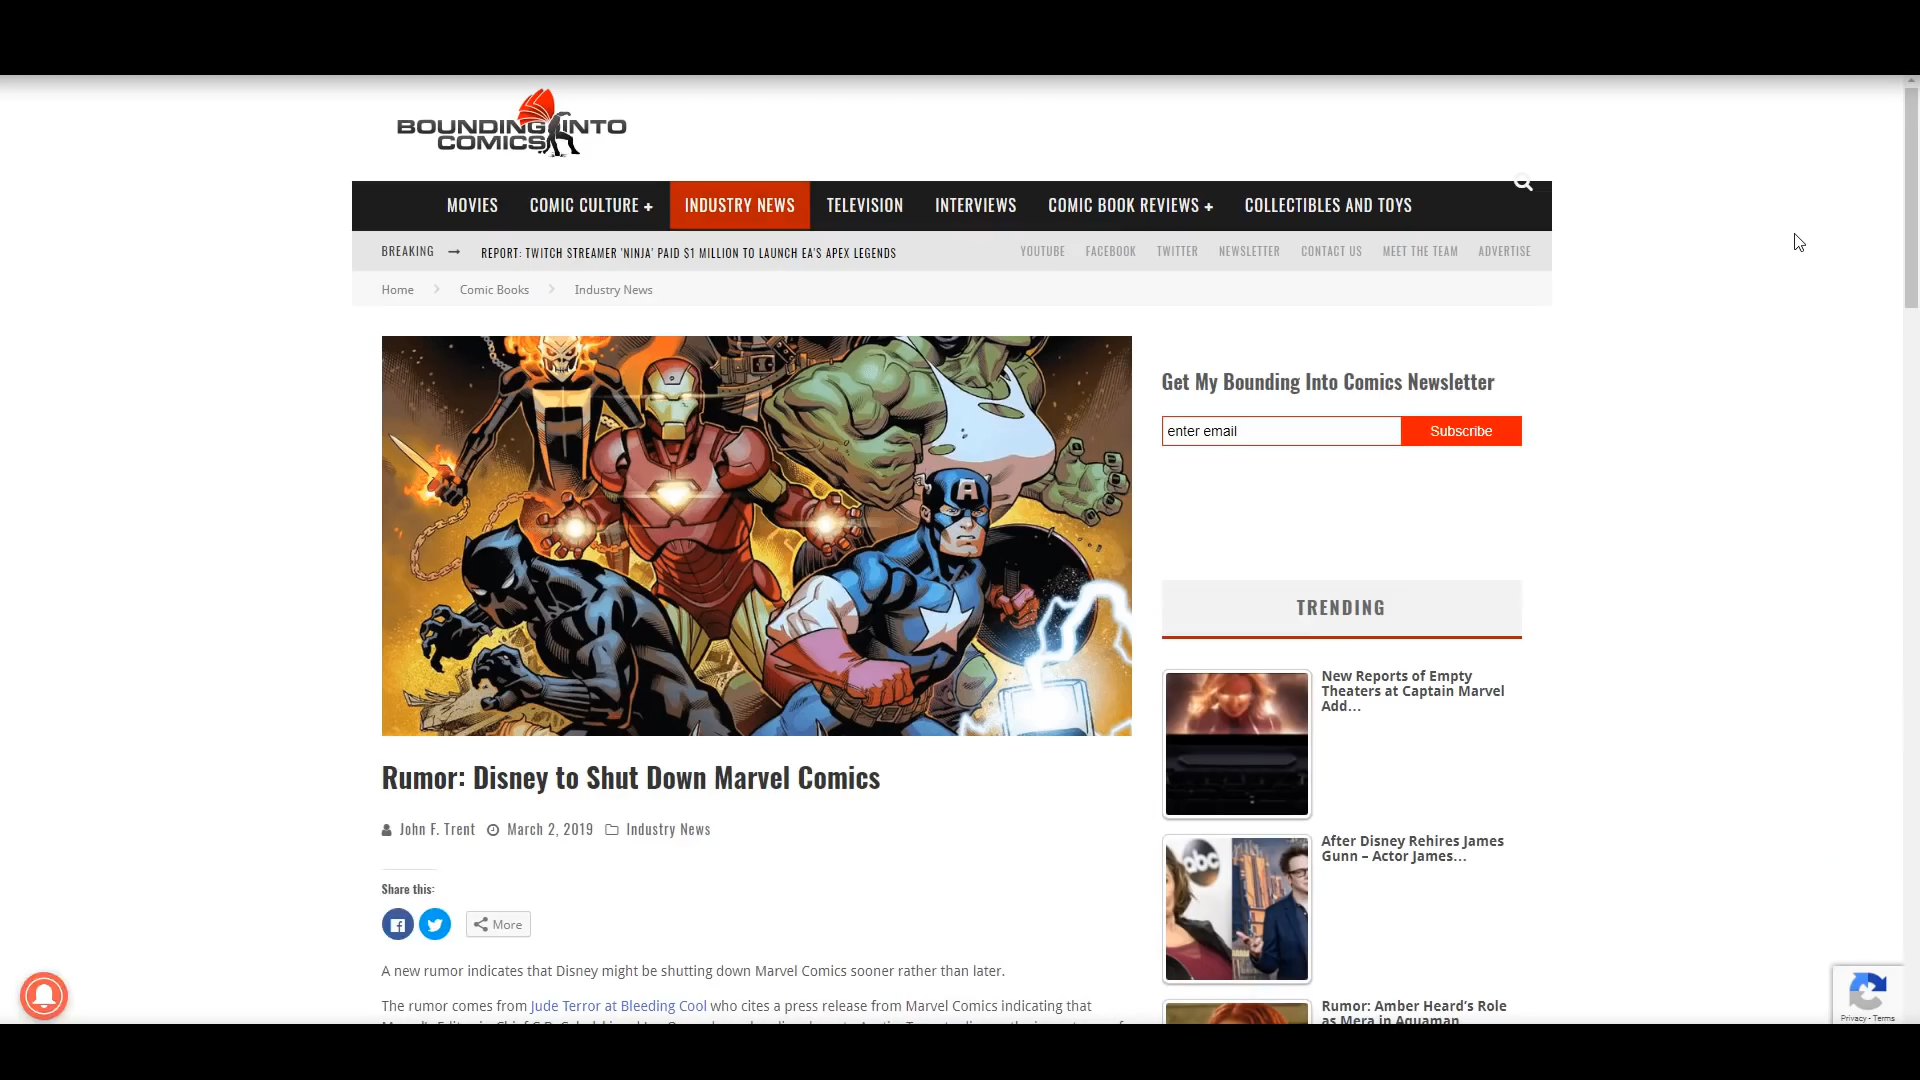 BOUNDING INTO
COMICS
MOVIES COMIC CULTURE + INDUSTRY NEWS TELEVISION INTERVIEWS COMIC BOOK REVIEWS + COLLECTIBLES AND TOYS
BREAKING → REPORT: TWITCH STREAMER 'NINJA' PAID $1 MILLION TO LAUNCH EA'S APEX LEGENDS YOUTUBE FACEBOOK TWITTER NEWSLETTER CONTACT US MEET THE TEAM ADVERTISE
Home > Comic Books > Industry News
A
Get My Bounding Into Comics Newsletter
enter email Subscribe
TRENDING
New Reports of Empty
Theaters at Captain Marvel
Add...
abc
After Disney Rehires James
Gunn – Actor James...
Rumor: Amber Heard's Role
as Mera in Aquaman
Rumor: Disney to Shut Down Marvel Comics
John F. Trent March 2, 2019 Industry News
Share this:
More
A new rumor indicates that Disney might be shutting down Marvel Comics sooner rather than later.
The rumor comes from Jude Terror at Bleeding Cool who cites a press release from Marvel Comics indicating that
Privacy - Terms